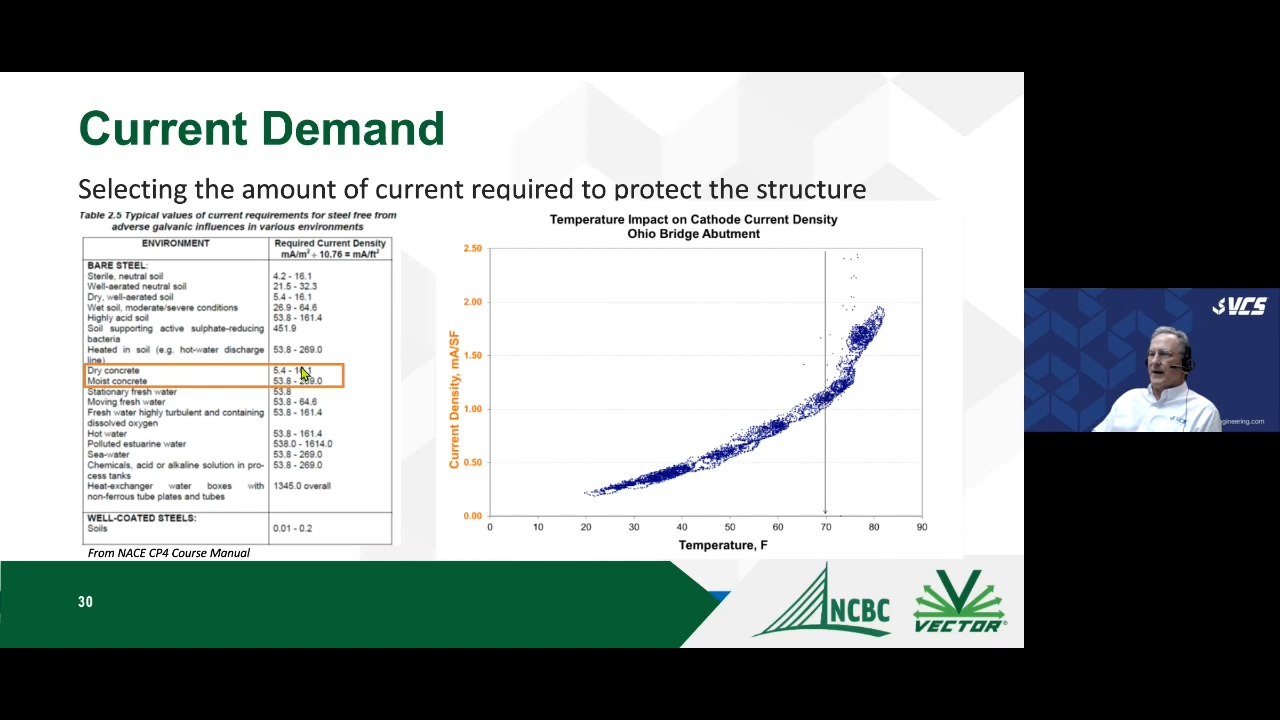 Current Demand
Selecting the amount of current required to protect the structure
Table 2.5 Typical values of current requirements for steel free from
adverse galvanic influences in various environments
ENVIRONMENT
Required Current Density
mA/m² ÷ 10.76 = mA/ft²
BARE STEEL:
Sterile, neutral soil 4.2 - 16.1
Well-aerated neutral soil 21.5 - 32.3
Dry, well-aerated soil 5.4 - 16.1
Wet soil, moderate/severe conditions 26.9 - 64.6
Highly acid soil 53.8 - 161.4
Soil supporting active sulphate-reducing 451.9
bacteria
Heated in soil (e.g. hot-water discharge 53.8 - 269.0
line)
Dry concrete 5.4 -
Moist concrete 53.8 - 269.0
Stationary fresh water 53.8
Moving fresh water 53.8 - 64.6
Fresh water highly turbulent and containing 53.8 - 161.4
dissolved oxygen
Hot water 53.8 - 161.4
Polluted estuarine water 538.0 - 1614.0
Sea-water 53.8 - 269.0
Chemicals, acid or alkaline solution in pro- 53.8 - 269.0
cess tanks
Heat-exchanger water boxes with 1345.0 overall
non-ferrous tube plates and tubes
WELL-COATED STEELS:
Soils 0.01 - 0.2
From NACE CP4 Course Manual
Temperature Impact on Cathode Current Density
Ohio Bridge Abutment
2.50
2.00
1.50
1.00
0.50
0.00
Current Density, mA/SF
0 10 20 30 40 50 60 70 80 90
Temperature, F
30
NCBC
VECTOR
VCS
gineering.com